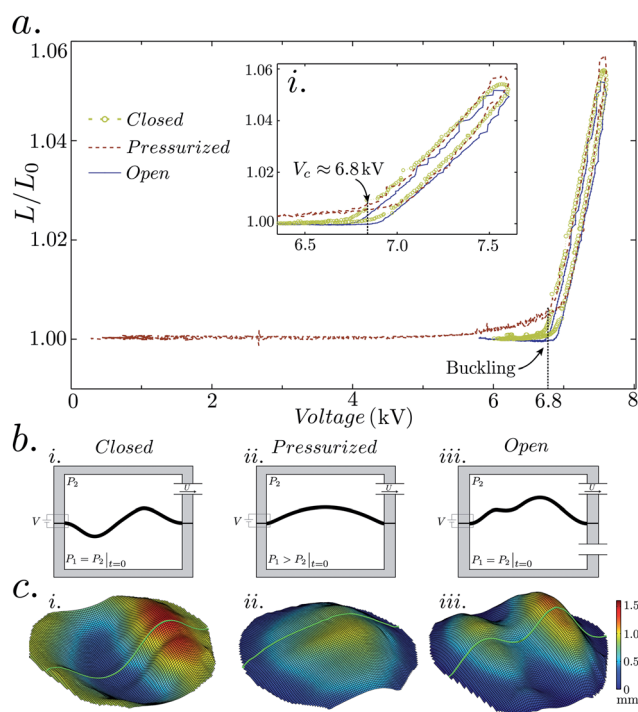 a.
1.06
1.04
1.02
1.00
L/L₀
Closed
Pressurized
Open
i.
1.06
1.04
1.02
1.00
V_c ≈ 6.8 kV
6.5
7.0
7.5
Buckling
0
2
4
6
6.8
8
Voltage (kV)
b.
i.
Closed
ii.
Pressurized
iii.
Open
P₂
U
V
P₁ = P₂|t=0
P₂
U
V
P₁ > P₂|t=0
P₂
U
V
P₁ = P₂|t=0
c.
i.
ii.
iii.
1.5
1.0
0.5
0
mm